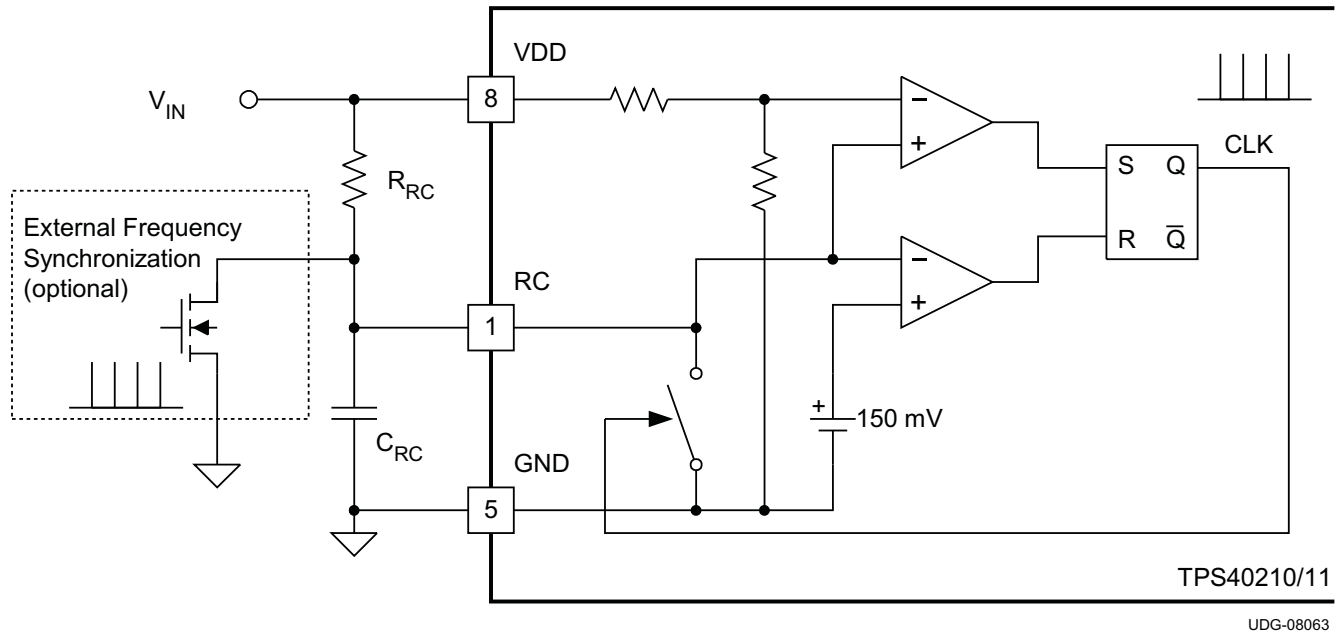 VDD
V_IN
8
−
+
CLK
S Q
R Q̅
R_RC
External Frequency
Synchronization
(optional)
RC
1
−
+
+
150 mV
C_RC
GND
5
TPS40210/11
UDG-08063